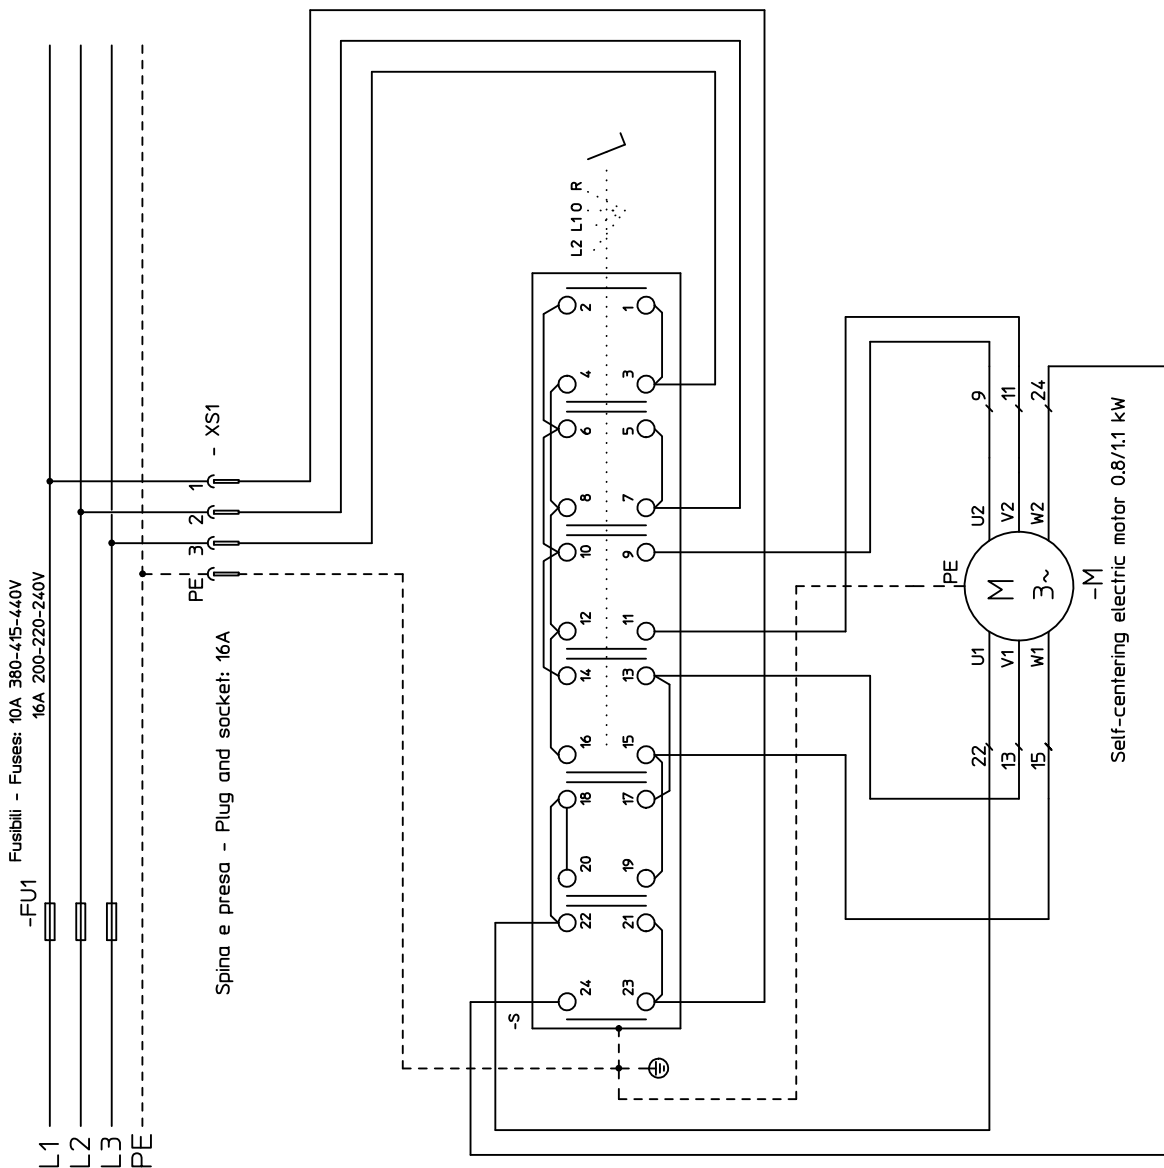 Fusibili - Fuses: 10A 380-415-440V
16A 200-220-240V
-FU1
L1
L2
L3
PE
1
2
3
PE
- XS1
Spina e presa - Plug and socket: 16A
L2 L1 0 R
-S
2
4
6
8
10
12
14
16
18
20
22
24
1
3
5
7
9
11
13
15
17
19
21
23
PE
U1
V1
W1
22
13
15
U2
V2
W2
9
11
24
M
3~
-M
Self-centering electric motor 0.8/1.1 kW